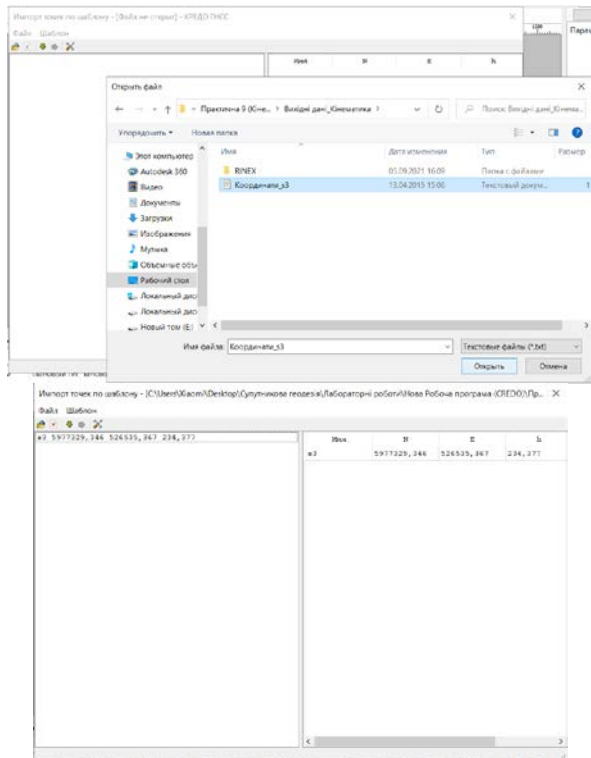 Импорт точек по шаблону - [Файл не открыт] - КРЕДО ГНСС
Файл Шаблон
Имя N E h
Открыть файл
Практична 9 (Кіне... > Вихідні дані_Кінематика >
Поиск: Вихідні дані_Кінема...
Упорядочить Новая папка
Имя Дата изменения Тип Размер
Этот компьютер
Autodesk 360
Видео
Документы
Загрузки
Изображения
Музыка
Объемные объе
Рабочий стол
Локальный дис
Локальный дис
Новый том (E:)
RINEX 05.09.2021 16:09 Папка с файлами
Координати_s3 13.04.2015 15:06 Текстовый докум... 1
Имя файла: Координати_s3
Текстовые файлы (*.txt)
Открыть Отмена
Импорт точек по шаблону - [C:\Users\Xiaomi\Desktop\Супутникова геодезія\Лабораторні роботи\Нова Робоча програма (CREDO)\Пр...
Файл Шаблон
s3 5977329,346 526535,367 234,377
Имя N E h
s3 5977329,346 526535,367 234,377